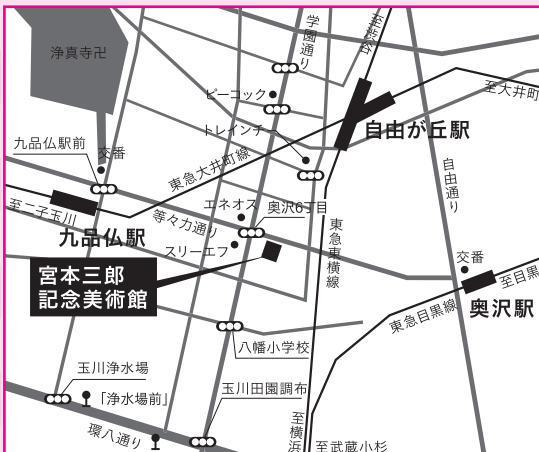 学園通り
至渋谷
浄真寺卍
ピーコック
至大井町
トレインチ
自由が丘駅
九品仏駅前
交番
東急大井町線
自由通り
至二子玉川
エネオス
奥沢6丁目
等々力通り
九品仏駅
スリーエフ
東急東横線
交番
宮本三郎
記念美術館
至目黒
奥沢駅
東急目黒線
八幡小学校
玉川浄水場
玉川田園調布
「浄水場前」
環八通り
至横浜
至武蔵小杉